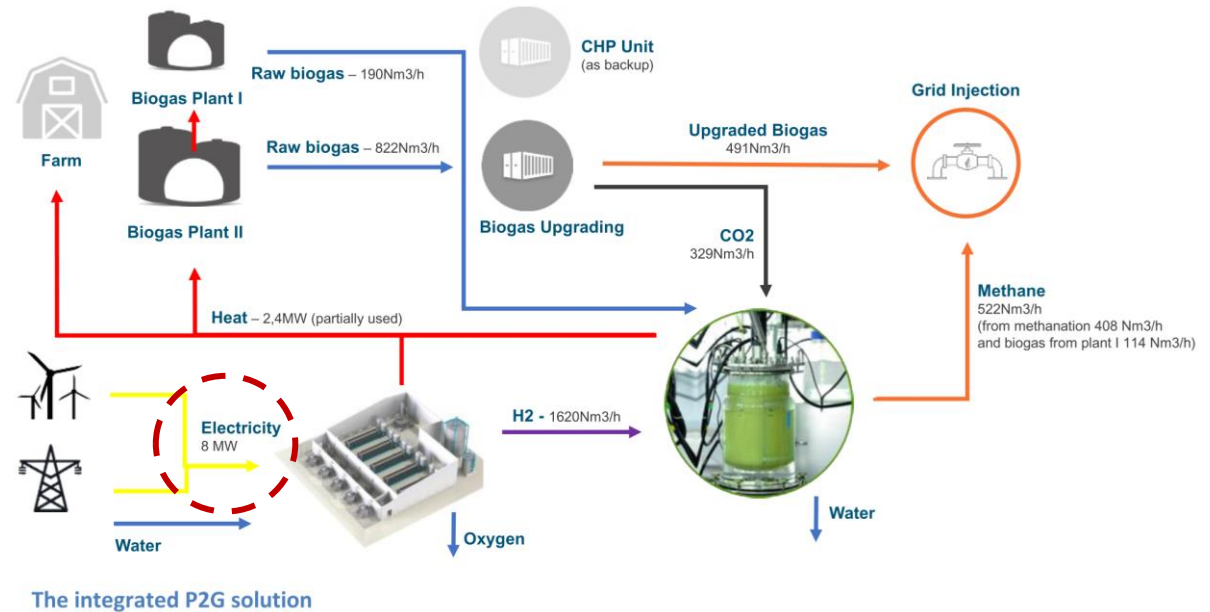 CHP Unit
(as backup)
Raw biogas – 190Nm3/h
Biogas Plant I
Grid Injection
Upgraded Biogas
491Nm3/h
Raw biogas – 822Nm3/h
Farm
Biogas Plant II
Biogas Upgrading
CO2
329Nm3/h
Methane
522Nm3/h
(from methanation 408 Nm3/h
and biogas from plant I 114 Nm3/h)
Heat – 2,4MW (partially used)
Electricity
8 MW
H2 - 1620Nm3/h
Water
Oxygen
Water
The integrated P2G solution